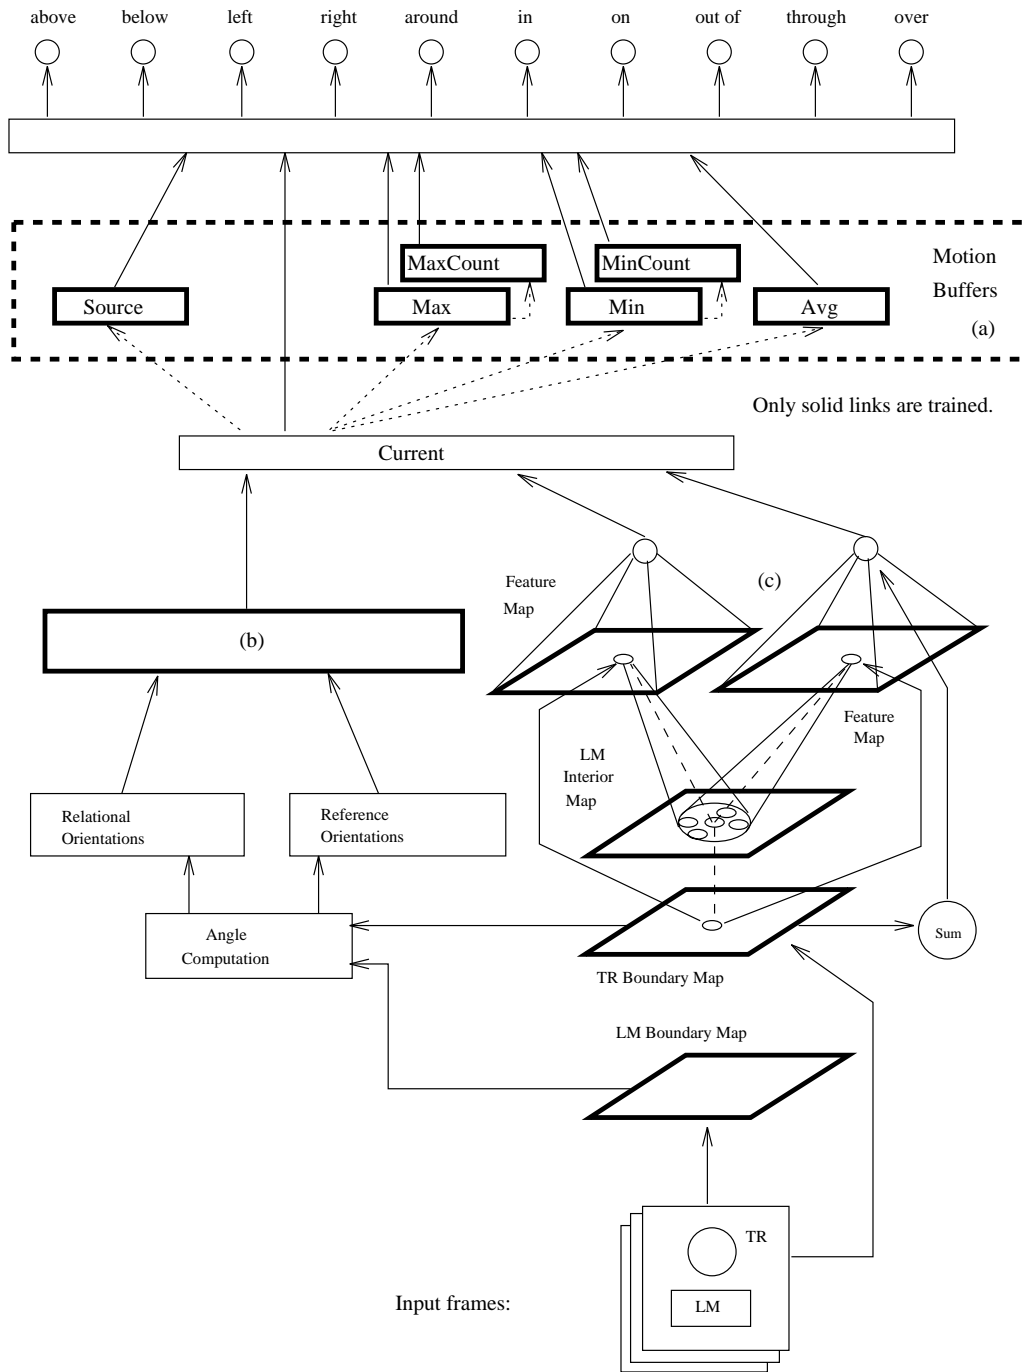 above below left right around in on out of through over
MaxCount MinCount Motion
Source Max Min Avg Buffers
(a)
Only solid links are trained.
Current
Feature
Map
(c)
(b)
Feature
Map
LM
Interior
Map
Relational
Orientations
Reference
Orientations
Angle
Computation
Sum
TR Boundary Map
LM Boundary Map
TR
LM
Input frames: